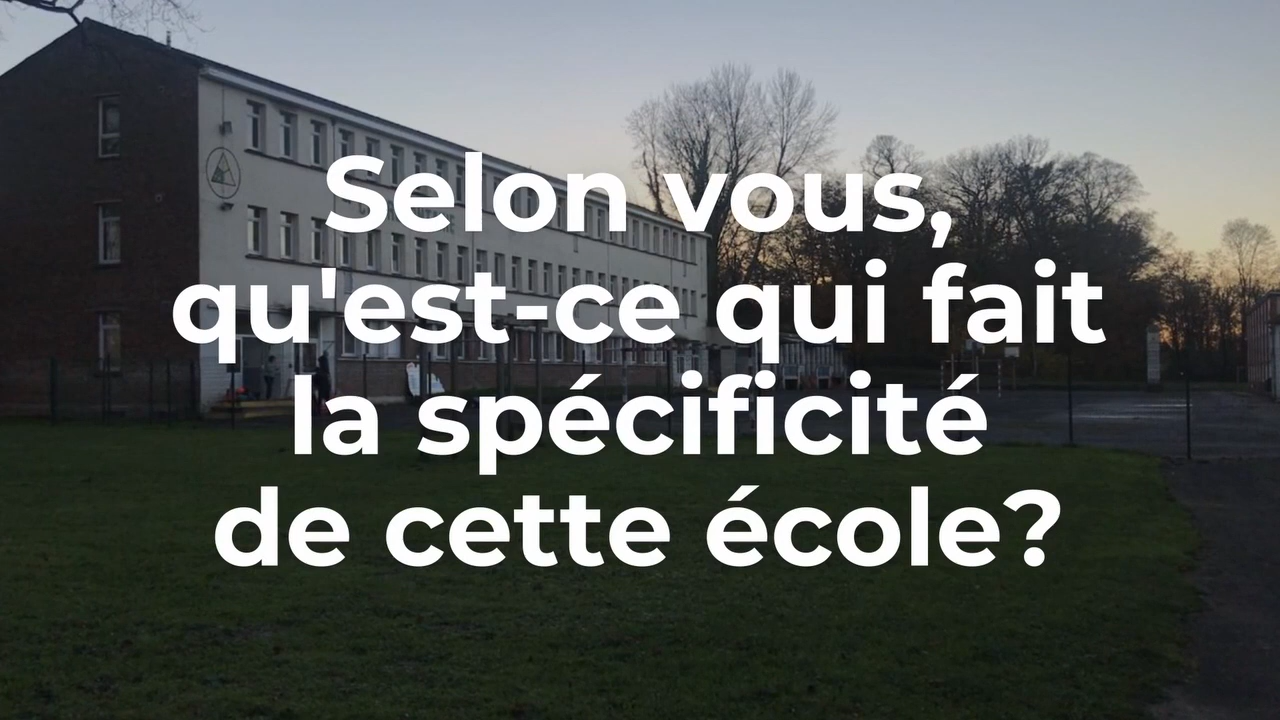 Selon vous,
qu'est-ce qui fait
la spécificité
de cette école?